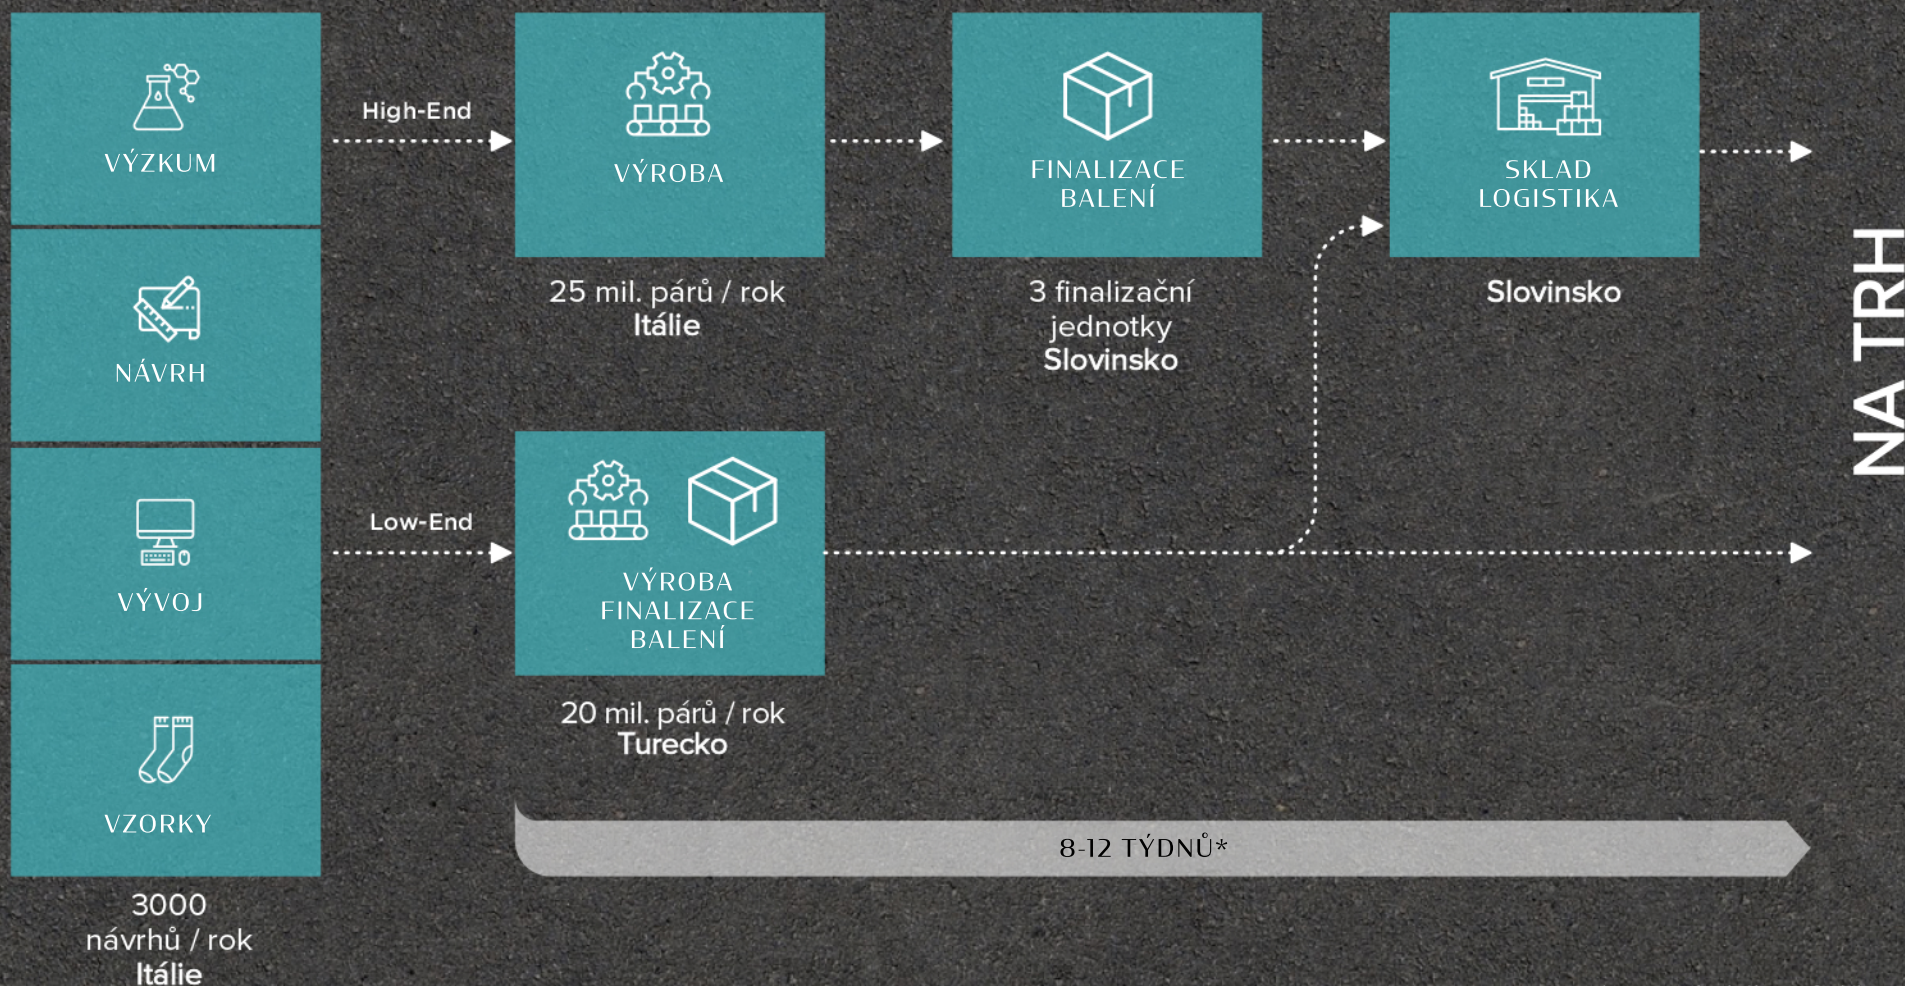 VÝZKUM
NÁVRH
VÝVOJ
VZORKY
3000
návrhů / rok
Itálie
High-End
VÝROBA
25 mil. párů / rok
Itálie
FINALIZACE
BALENÍ
3 finalizační
jednotky
Slovinsko
SKLAD
LOGISTIKA
Slovinsko
Low-End
VÝROBA
FINALIZACE
BALENÍ
20 mil. párů / rok
Turecko
8-12 TÝDNŮ*
NA TRH